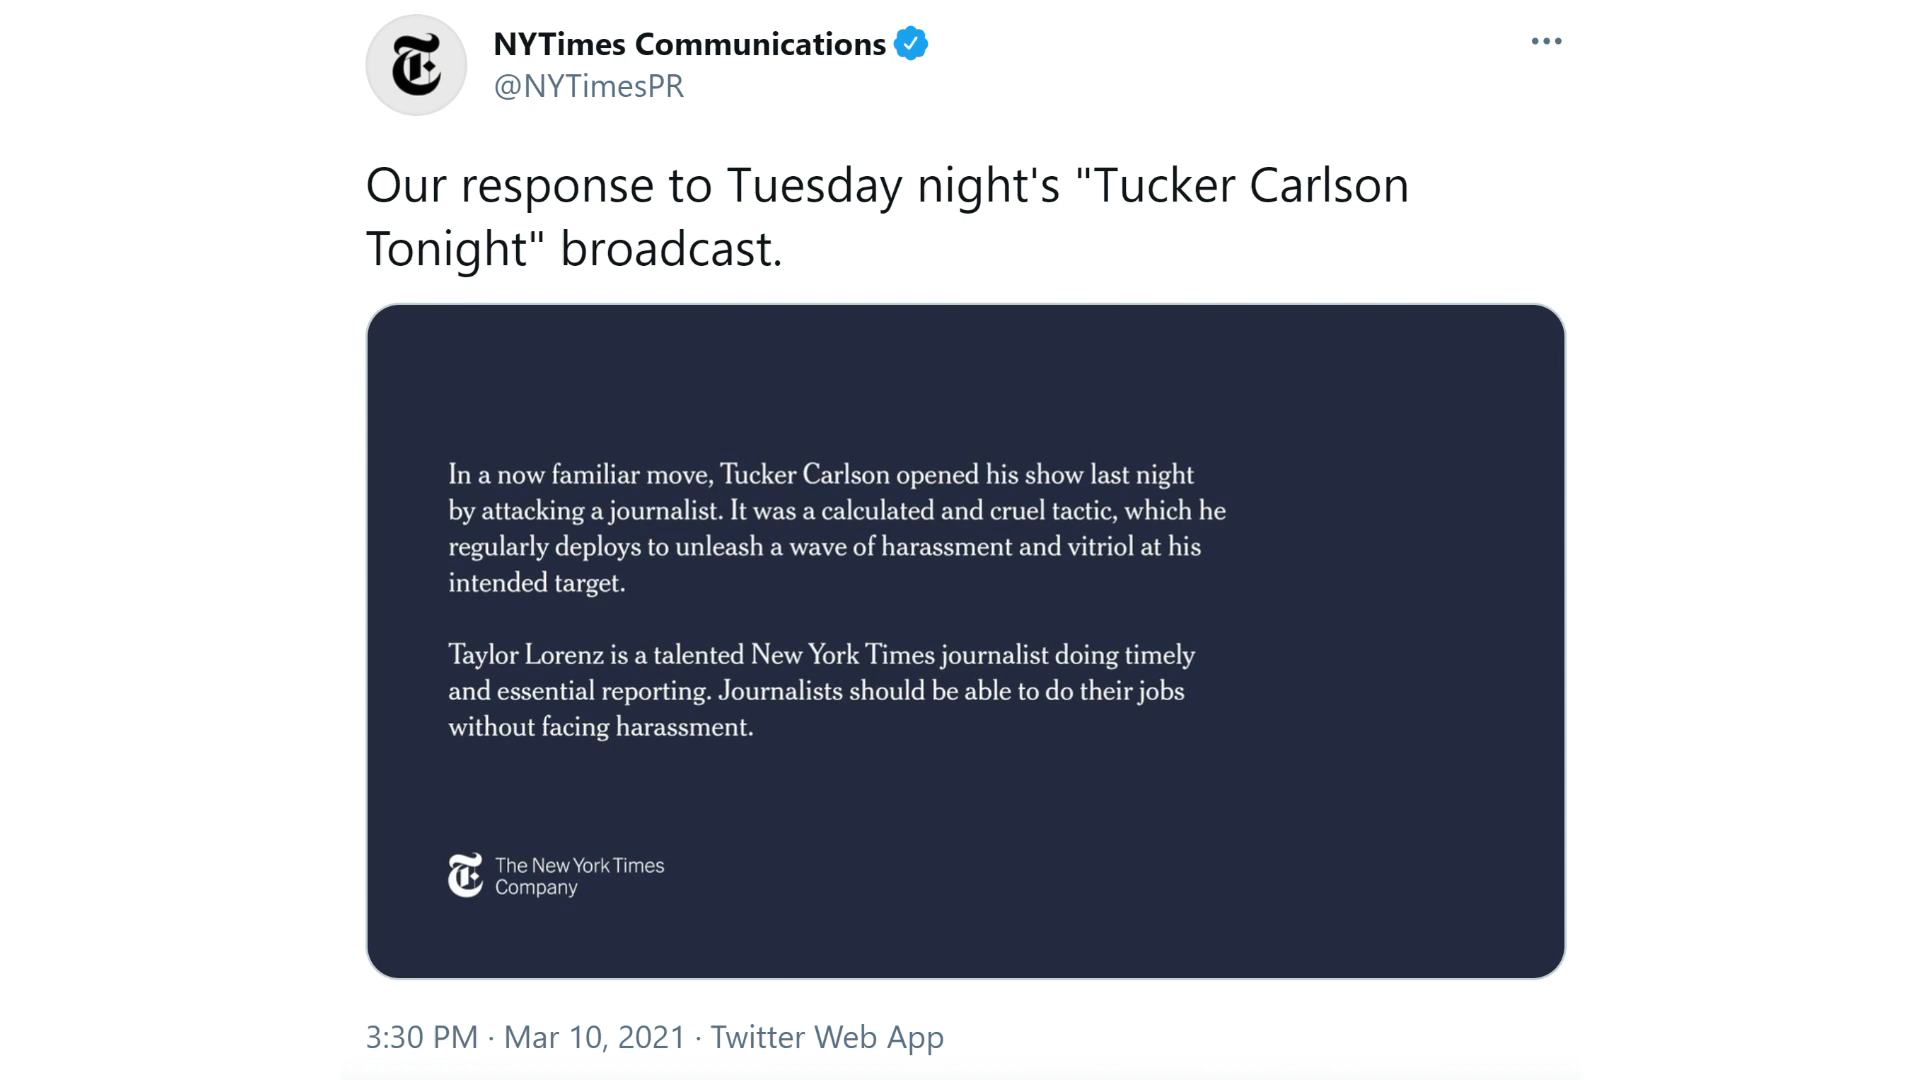 NYTimes Communications
@NYTimesPR
Our response to Tuesday night's "Tucker Carlson
Tonight" broadcast.
In a now familiar move, Tucker Carlson opened his show last night
by attacking a journalist. It was a calculated and cruel tactic, which he
regularly deploys to unleash a wave of harassment and vitriol at his
intended target.
Taylor Lorenz is a talented New York Times journalist doing timely
and essential reporting. Journalists should be able to do their jobs
without facing harassment.
The New York Times
Company
3:30 PM · Mar 10, 2021 · Twitter Web App